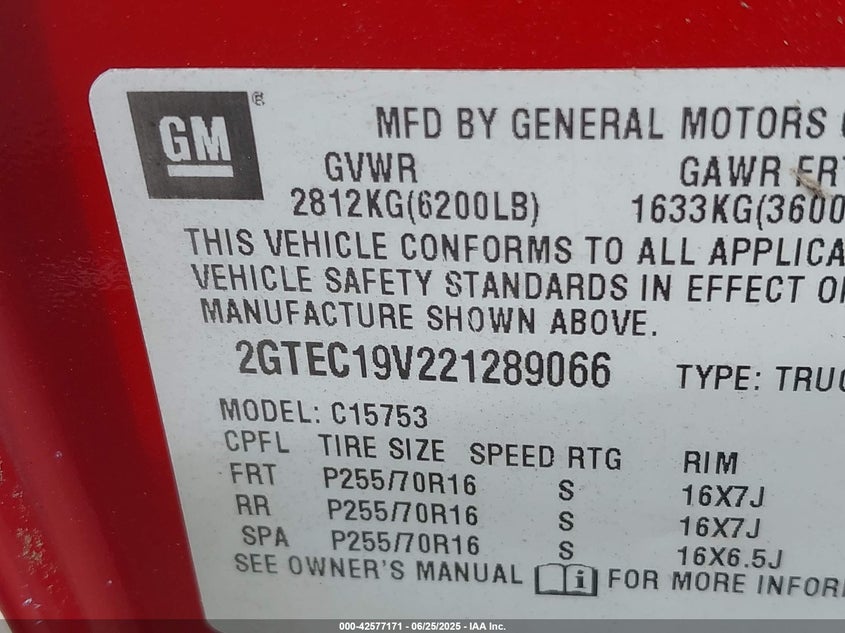 GM®
MFD BY GENERAL MOTORS
GVWR GAWR FRT
2812KG(6200LB) 1633KG(3600
THIS VEHICLE CONFORMS TO ALL
VEHICLE SAFETY STANDARDS IN EFFECT
MANUFACTURE SHOWN ABOVE.
2GTEC19V221289066 TYPE:
MODEL: C15753
CPFL TIRE SIZE SPEED RTG RIM
FRT P255/70R16 S 16X7J
RR P255/70R16 S 16X7J
SPA P255/70R16 S 16X6.5J
SEE OWNER'S MANUAL i FOR MORE
000-42577171 | 06/25/2025 | IAA Inc.